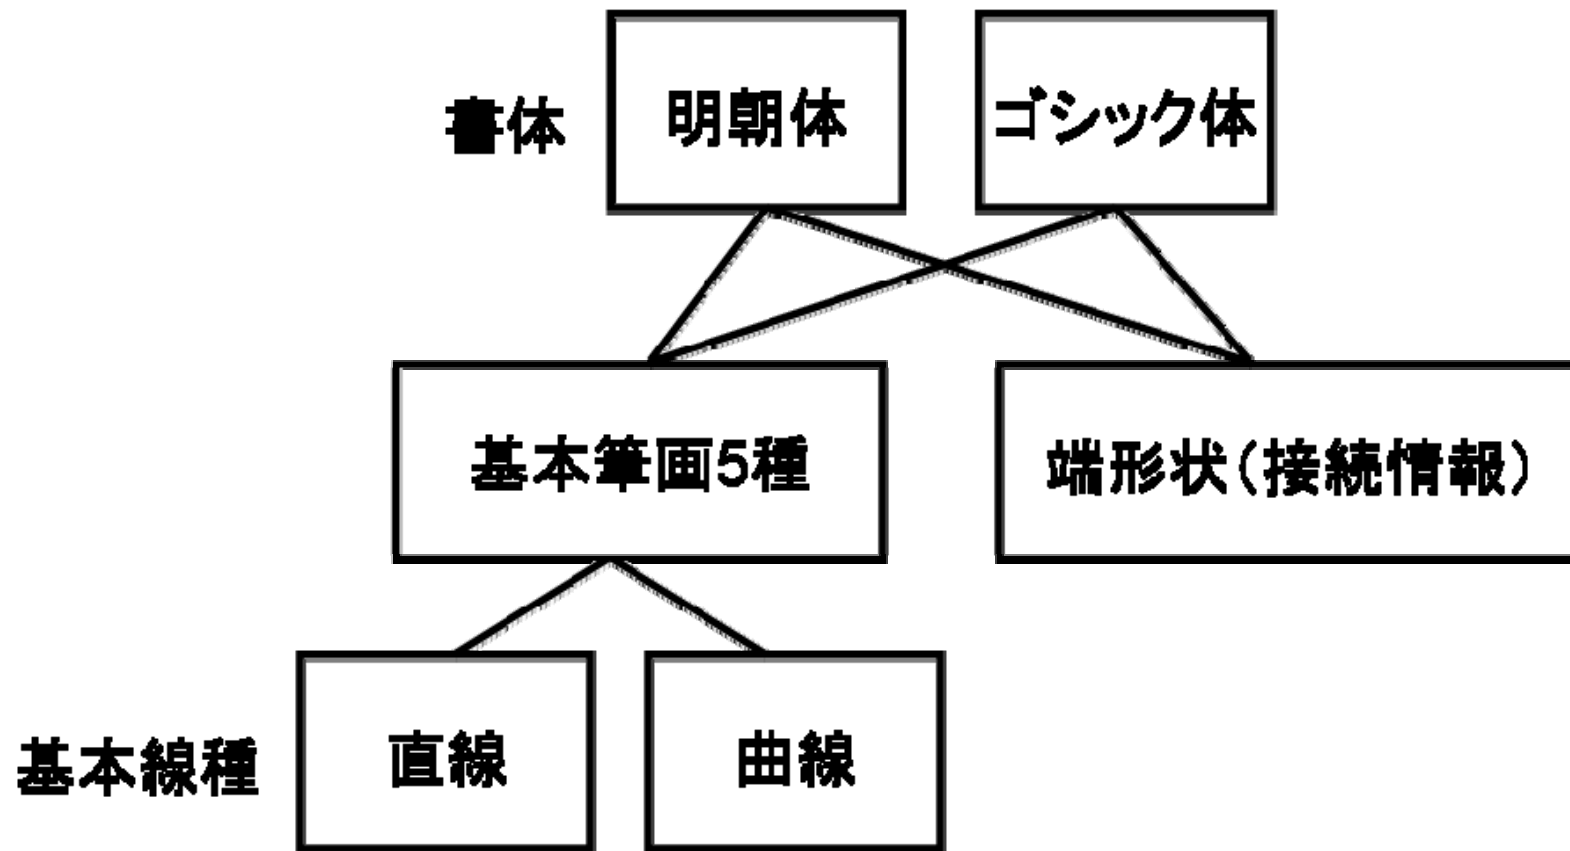 書体
明朝体
ゴシック体
基本筆画5種
端形状(接続情報)
基本線種
直線
曲線